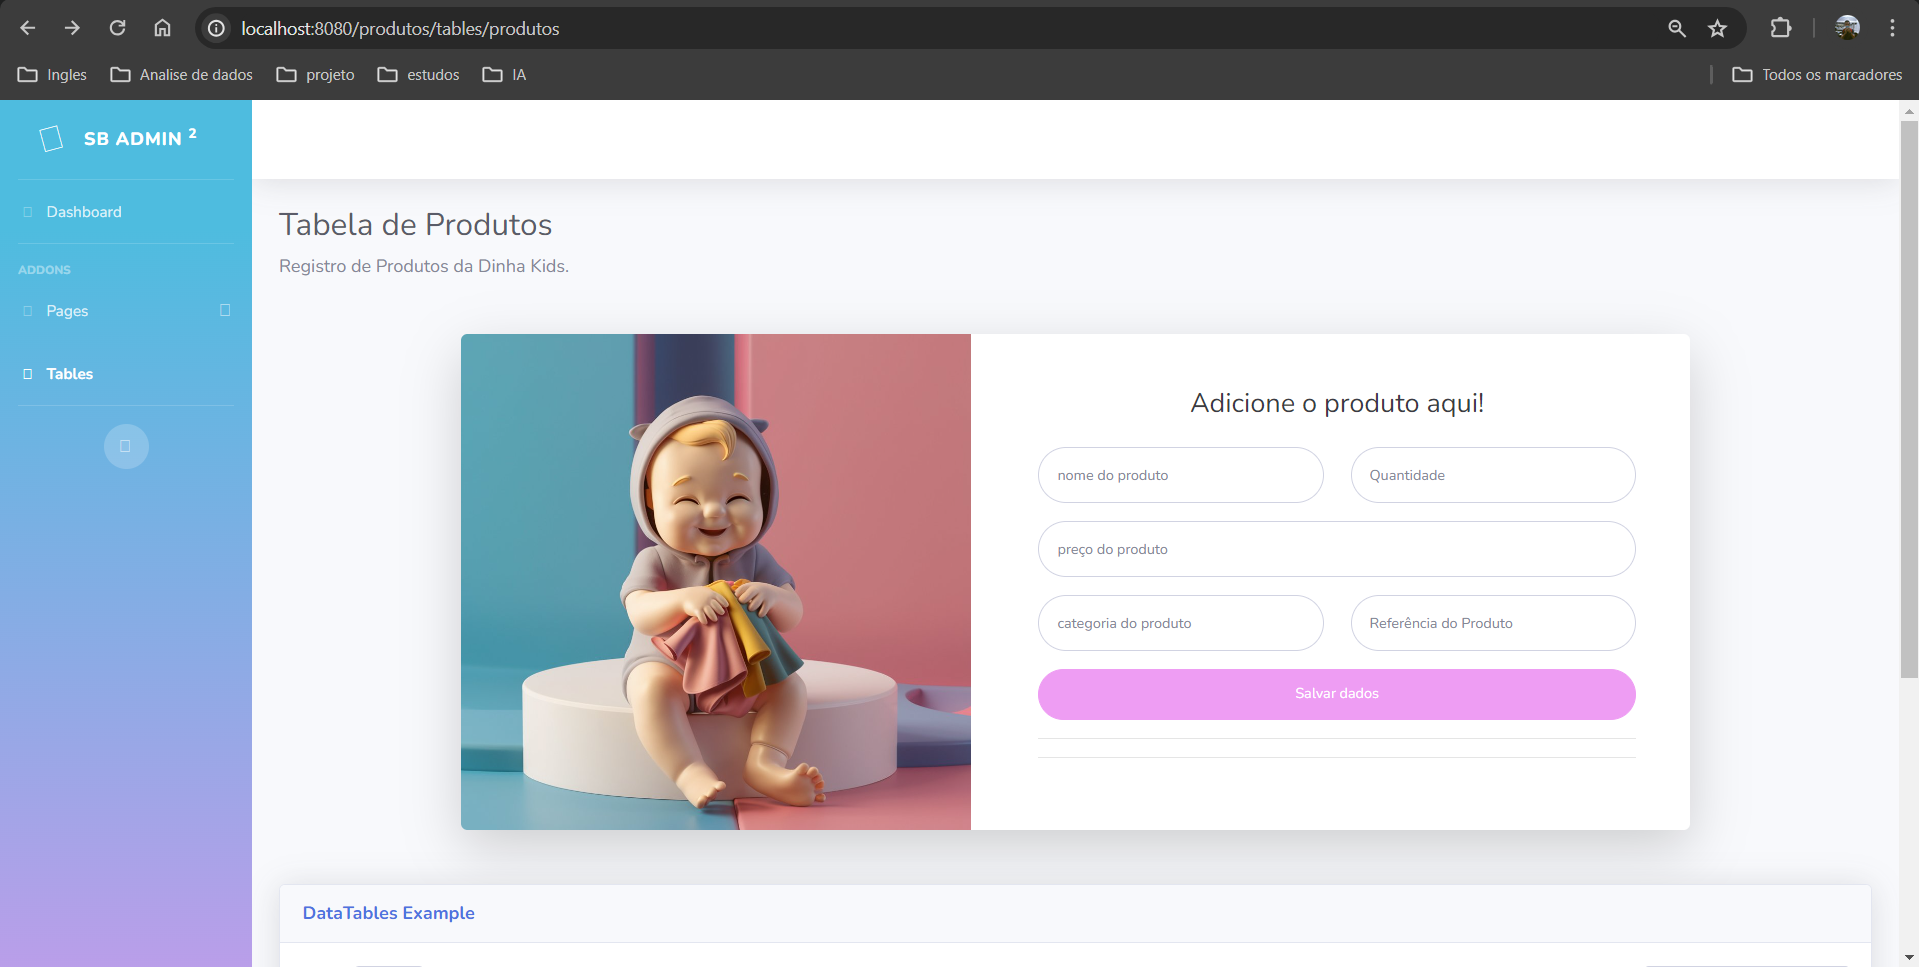 localhost:8080/produtos/tables/produtos
Ingles
Analise de dados
projeto
estudos
IA
Todos os marcadores
SB ADMIN 2
Dashboard
ADDONS
Pages
Tables
Tabela de Produtos
Registro de Produtos da Dinha Kids.
Adicione o produto aqui!
nome do produto
Quantidade
preço do produto
categoria do produto
Referência do Produto
Salvar dados
DataTables Example